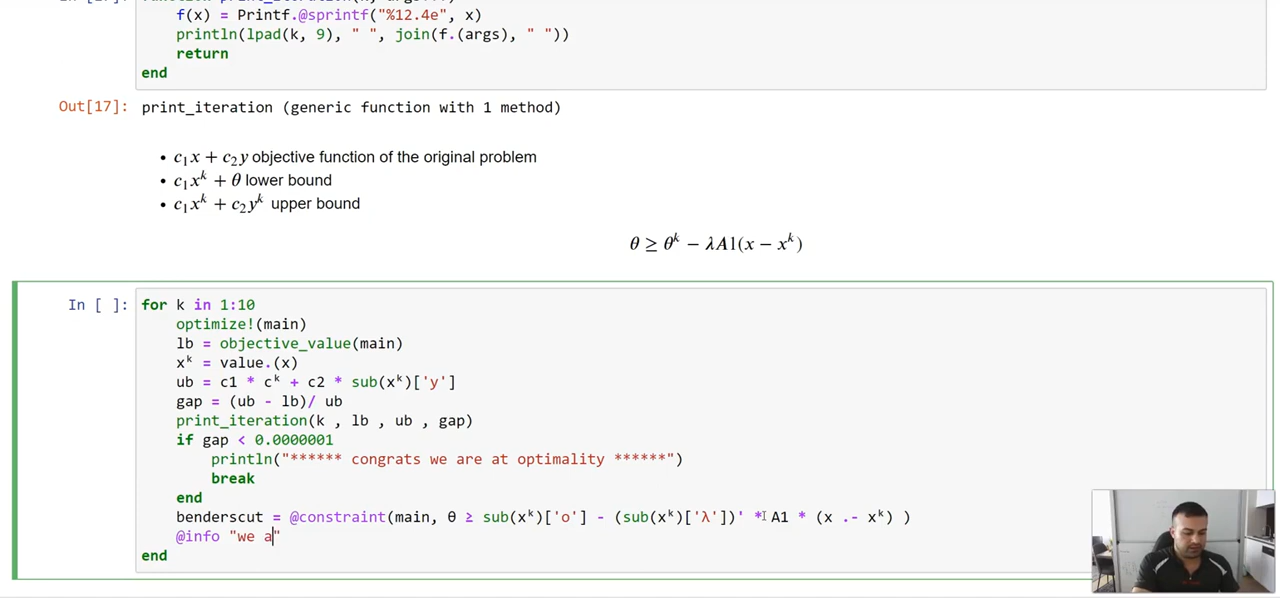 f(x) = Printf.@sprintf("%12.4e", x)
println(lpad(k, 9), " ", join(f.(args), " "))
return
end
Out[17]: print_iteration (generic function with 1 method)
• c₁x + c₂y objective function of the original problem
• c₁xᵏ + θ lower bound
• c₁xᵏ + c₂yᵏ upper bound
θ ≥ θᵏ − λA1(x − xᵏ)
In [ ]: for k in 1:10
optimize!(main)
lb = objective_value(main)
xᵏ = value.(x)
ub = c1 * cᵏ + c2 * sub(xᵏ)['y']
gap = (ub - lb)/ ub
print_iteration(k , lb , ub , gap)
if gap < 0.0000001
println("****** congrats we are at optimality ******")
break
end
benderscut = @constraint(main, θ ≥ sub(xᵏ)['o'] - (sub(xᵏ)['λ'])' * A1 * (x .- xᵏ) )
@info "we a"
end